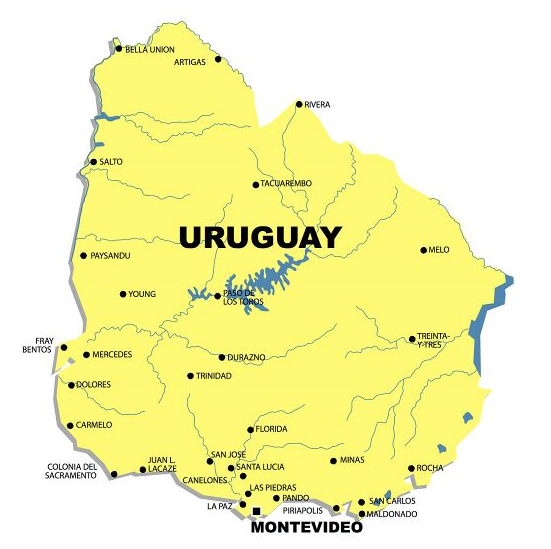 BELLA UNION
ARTIGAS
RIVERA
SALTO
TACUAREMBO
URUGUAY
MELO
PAYSANDU
YOUNG
PASO DE
LOS TOROS
FRAY
BENTOS
MERCEDES
TREINTA-
Y-TRES
DURAZNO
TRINIDAD
DOLORES
CARMELO
FLORIDA
COLONIA DEL
SACRAMENTO
JUAN L.
LACAZE
SAN JOSE
SANTA LUCIA
MINAS
ROCHA
CANELONES
LAS PIEDRAS
PANDO
LA PAZ
PIRIAPOLIS
SAN CARLOS
MALDONADO
MONTEVIDEO